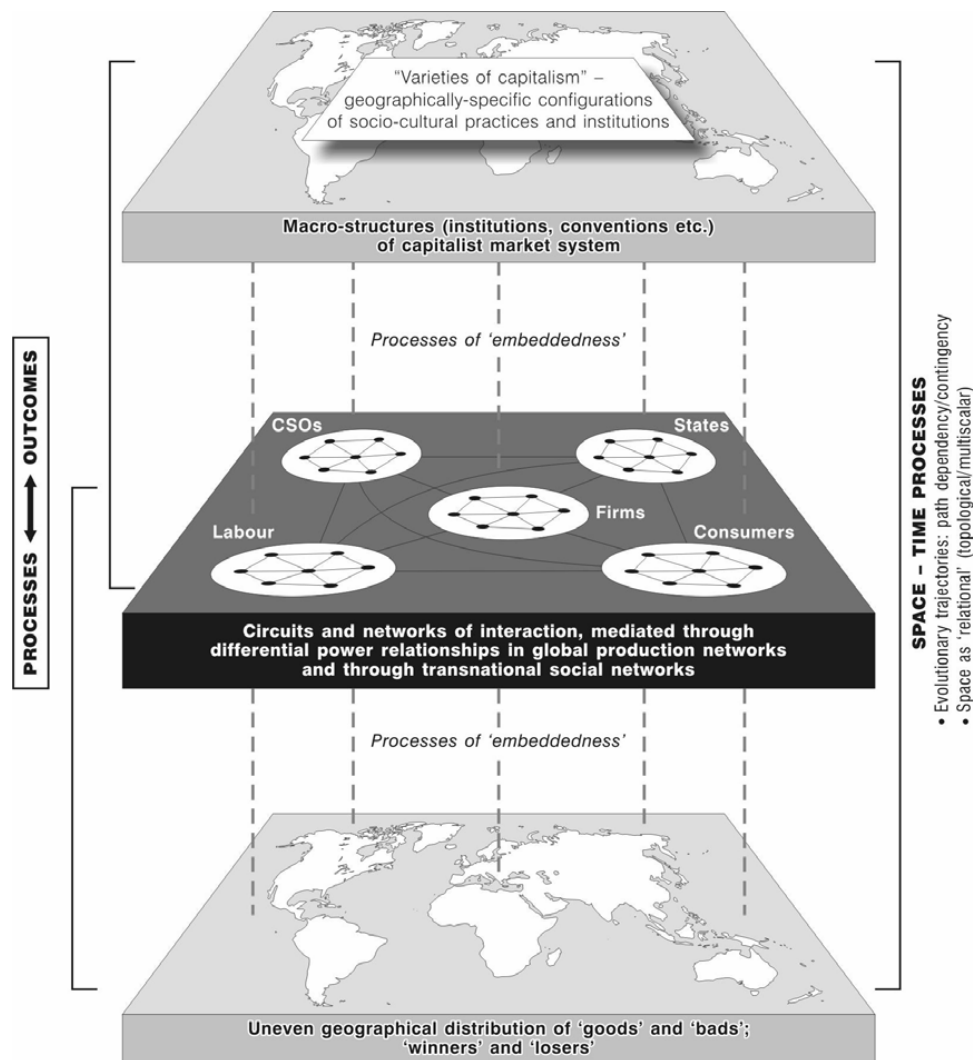 “Varieties of capitalism” –
geographically-specific configurations
of socio-cultural practices and institutions
Macro-structures (institutions, conventions etc.)
of capitalist market system
Processes of ‘embeddedness’
CSOs
States
Firms
Labour
Consumers
Circuits and networks of interaction, mediated through
differential power relationships in global production networks
and through transnational social networks
Processes of ‘embeddedness’
Uneven geographical distribution of ‘goods’ and ‘bads’;
‘winners’ and ‘losers’
PROCESSES ↔ OUTCOMES
SPACE – TIME PROCESSES
• Evolutionary trajectories: path dependency/contingency
• Space as ‘relational’ (topological/multiscalar)